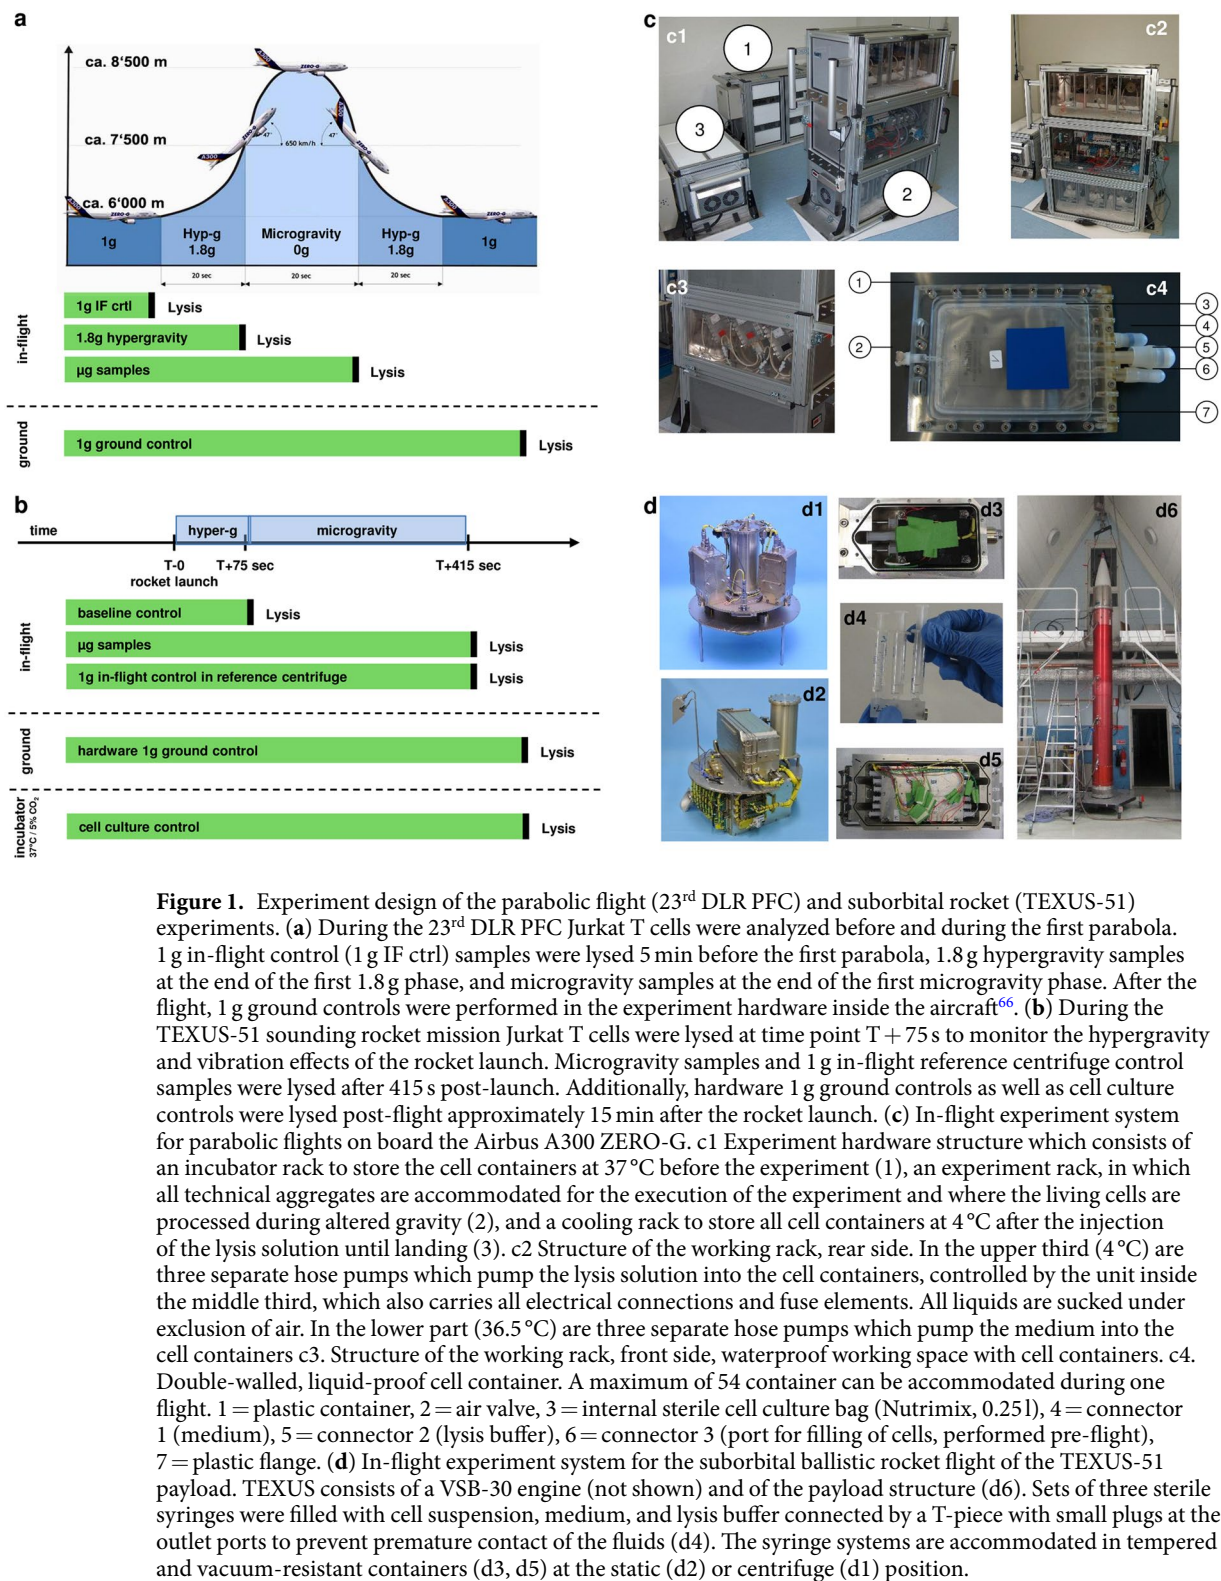 a
ca. 8‘500 m
ZERO-G
A300
ca. 7‘500 m
47°
650 km/h
47°
A300
ca. 6‘000 m
ZERO-G
ZERO-G
1g
Hyp-g
1.8g
Microgravity
0g
Hyp-g
1.8g
1g
20 sec
20 sec
20 sec
in-flight
1g IF crtl
Lysis
1.8g hypergravity
Lysis
µg samples
Lysis
ground
1g ground control
Lysis
b
time
hyper-g
microgravity
T-0
T+75 sec
T+415 sec
rocket launch
in-flight
baseline control
Lysis
µg samples
Lysis
1g in-flight control in reference centrifuge
Lysis
ground
hardware 1g ground control
Lysis
incubator
37°C / 5% CO₂
cell culture control
Lysis
c
c1
1
3
2
c2
c3
c4
1
2
3
4
5
6
7
d
d1
d2
d3
d4
d5
d6
Figure 1. Experiment design of the parabolic flight (23rd DLR PFC) and suborbital rocket (TEXUS-51)
experiments. (a) During the 23rd DLR PFC Jurkat T cells were analyzed before and during the first parabola.
1 g in-flight control (1 g IF ctrl) samples were lysed 5 min before the first parabola, 1.8 g hypergravity samples
at the end of the first 1.8 g phase, and microgravity samples at the end of the first microgravity phase. After the
flight, 1 g ground controls were performed in the experiment hardware inside the aircraft66. (b) During the
TEXUS-51 sounding rocket mission Jurkat T cells were lysed at time point T + 75 s to monitor the hypergravity
and vibration effects of the rocket launch. Microgravity samples and 1 g in-flight reference centrifuge control
samples were lysed after 415 s post-launch. Additionally, hardware 1 g ground controls as well as cell culture
controls were lysed post-flight approximately 15 min after the rocket launch. (c) In-flight experiment system
for parabolic flights on board the Airbus A300 ZERO-G. c1 Experiment hardware structure which consists of
an incubator rack to store the cell containers at 37 °C before the experiment (1), an experiment rack, in which
all technical aggregates are accommodated for the execution of the experiment and where the living cells are
processed during altered gravity (2), and a cooling rack to store all cell containers at 4 °C after the injection
of the lysis solution until landing (3). c2 Structure of the working rack, rear side. In the upper third (4 °C) are
three separate hose pumps which pump the lysis solution into the cell containers, controlled by the unit inside
the middle third, which also carries all electrical connections and fuse elements. All liquids are sucked under
exclusion of air. In the lower part (36.5 °C) are three separate hose pumps which pump the medium into the
cell containers c3. Structure of the working rack, front side, waterproof working space with cell containers. c4.
Double-walled, liquid-proof cell container. A maximum of 54 container can be accommodated during one
flight. 1 = plastic container, 2 = air valve, 3 = internal sterile cell culture bag (Nutrimix, 0.25 l), 4 = connector
1 (medium), 5 = connector 2 (lysis buffer), 6 = connector 3 (port for filling of cells, performed pre-flight),
7 = plastic flange. (d) In-flight experiment system for the suborbital ballistic rocket flight of the TEXUS-51
payload. TEXUS consists of a VSB-30 engine (not shown) and of the payload structure (d6). Sets of three sterile
syringes were filled with cell suspension, medium, and lysis buffer connected by a T-piece with small plugs at the
outlet ports to prevent premature contact of the fluids (d4). The syringe systems are accommodated in tempered
and vacuum-resistant containers (d3, d5) at the static (d2) or centrifuge (d1) position.